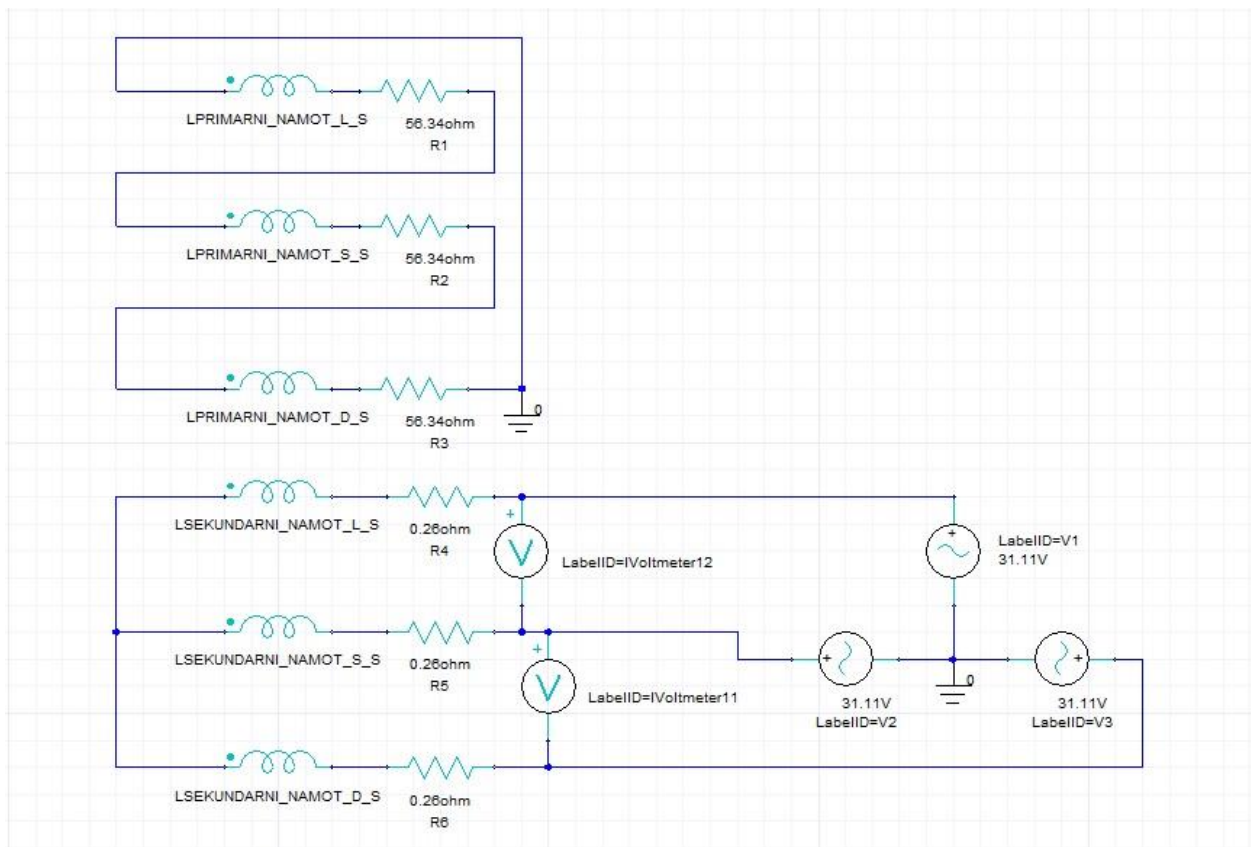 LPRIMARNI_NAMOT_L_S
56.34ohm
R1
LPRIMARNI_NAMOT_S_S
56.34ohm
R2
LPRIMARNI_NAMOT_D_S
56.34ohm
R3
0
LSEKUNDARNI_NAMOT_L_S
0.26ohm
R4
+
V
LabelID=IVoltmeter12
+
LabelID=V1
31.11V
LSEKUNDARNI_NAMOT_S_S
0.26ohm
R5
+
V
LabelID=IVoltmeter11
+
31.11V
LabelID=V2
0
+
31.11V
LabelID=V3
LSEKUNDARNI_NAMOT_D_S
0.26ohm
R6